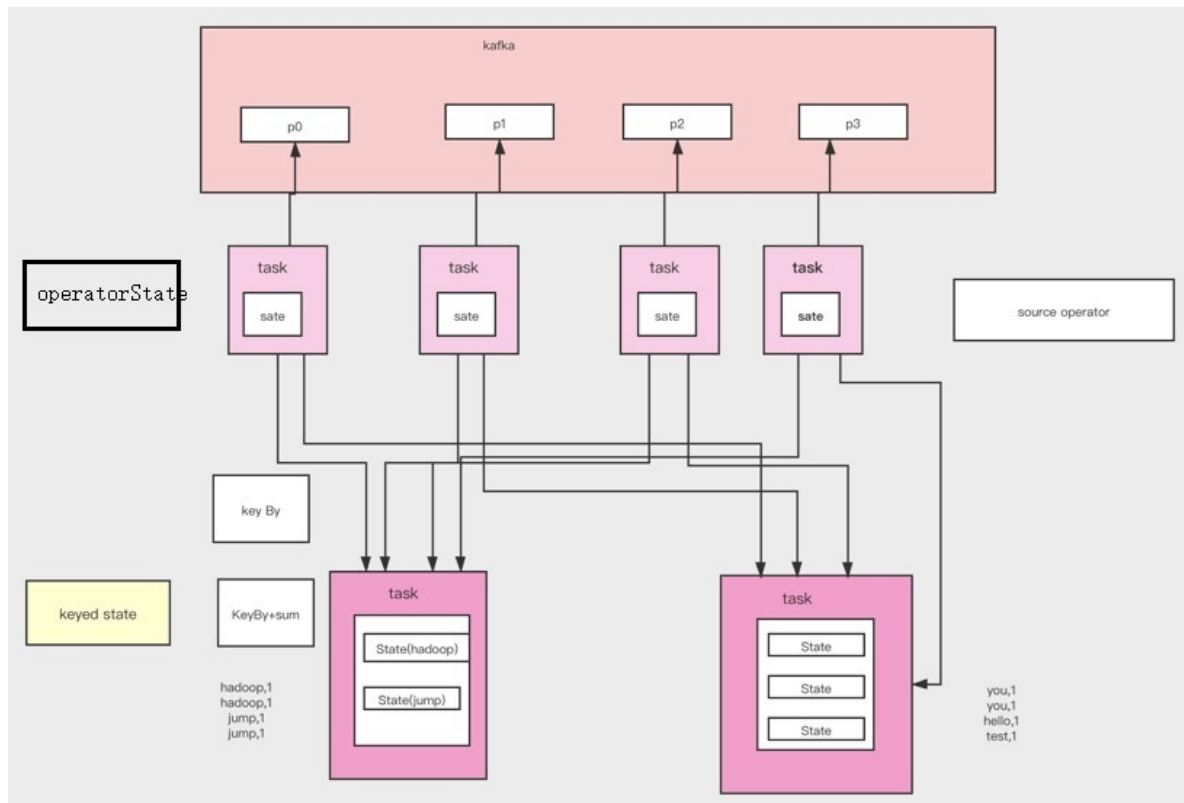 kafka
p0
p1
p2
p3
task
task
task
task
operatorState
sate
sate
sate
sate
source operator
key By
keyed state
KeyBy+sum
task
State(hadoop)
State(jump)
task
State
State
State
hadoop,1
hadoop,1
jump,1
jump,1
you,1
you,1
hello,1
test,1